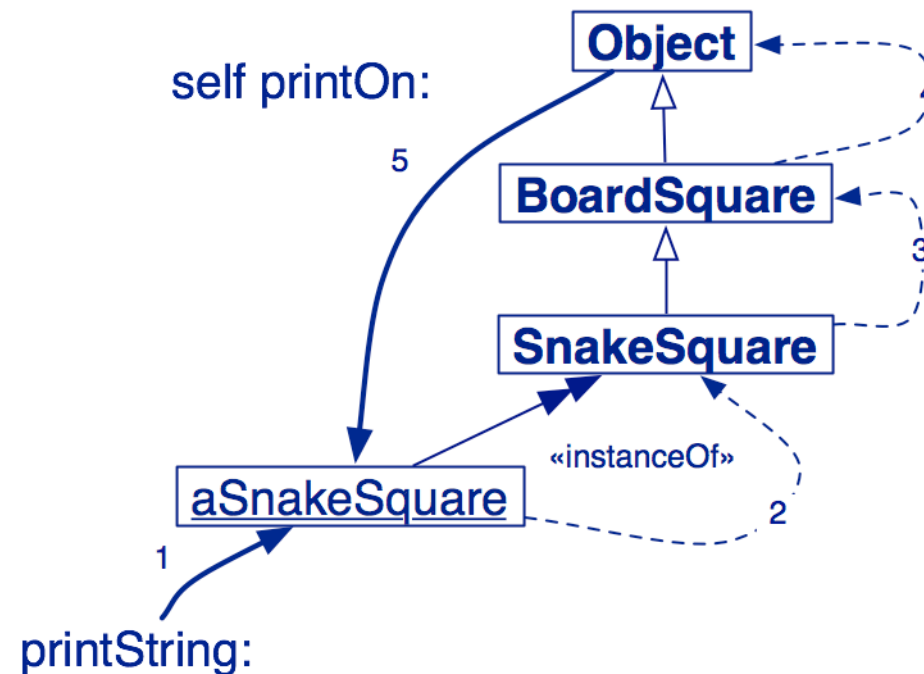 Object
self printOn:
5
BoardSquare
3
SnakeSquare
«instanceOf»
aSnakeSquare
2
1
printString: